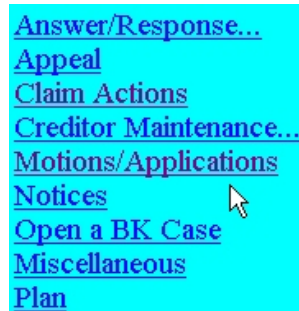 Answer/Response...
Appeal
Claim Actions
Creditor Maintenance...
Motions/Applications
Notices
Open a BK Case
Miscellaneous
Plan